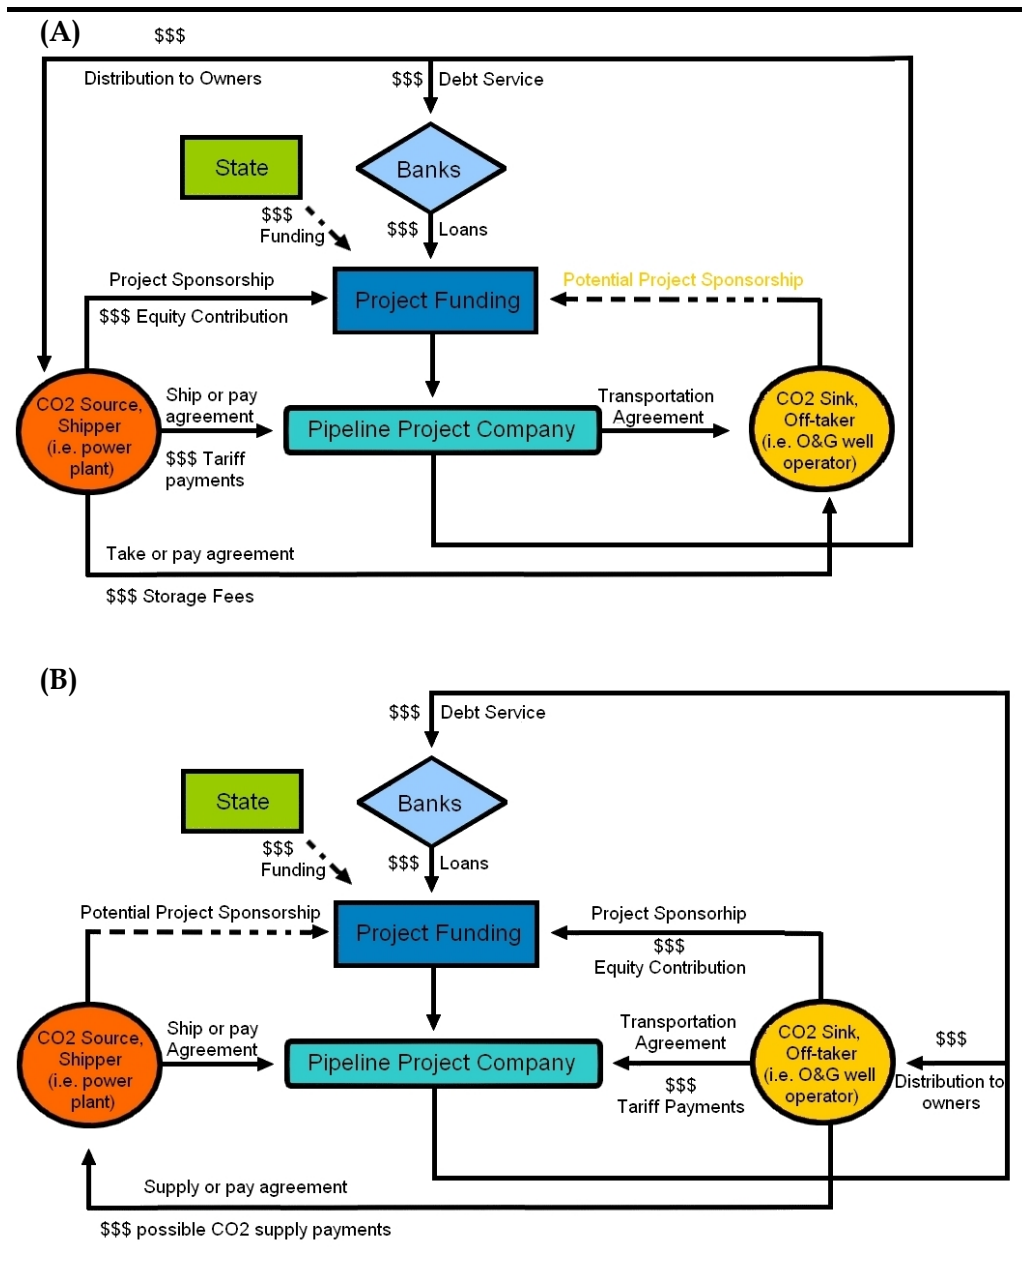 (A)
$$$
Distribution to Owners
$$$ Debt Service
State
Banks
$$$
Funding
$$$ Loans
Project Sponsorship
$$$ Equity Contribution
Project Funding
Potential Project Sponsorship
CO2 Source,
Shipper
(i.e. power
plant)
Ship or pay
agreement
$$$ Tariff
payments
Pipeline Project Company
Transportation
Agreement
CO2 Sink,
Off-taker
(i.e. O&G well
operator)
Take or pay agreement
$$$ Storage Fees
(B)
$$$ Debt Service
State
Banks
$$$
Funding
$$$ Loans
Potential Project Sponsorship
Project Funding
Project Sponsorhip
$$$
Equity Contribution
CO2 Source,
Shipper
(i.e. power
plant)
Ship or pay
Agreement
Pipeline Project Company
Transportation
Agreement
$$$
Tariff Payments
CO2 Sink,
Off-taker
(i.e. O&G well
operator)
$$$
Distribution to
owners
Supply or pay agreement
$$$ possible CO2 supply payments